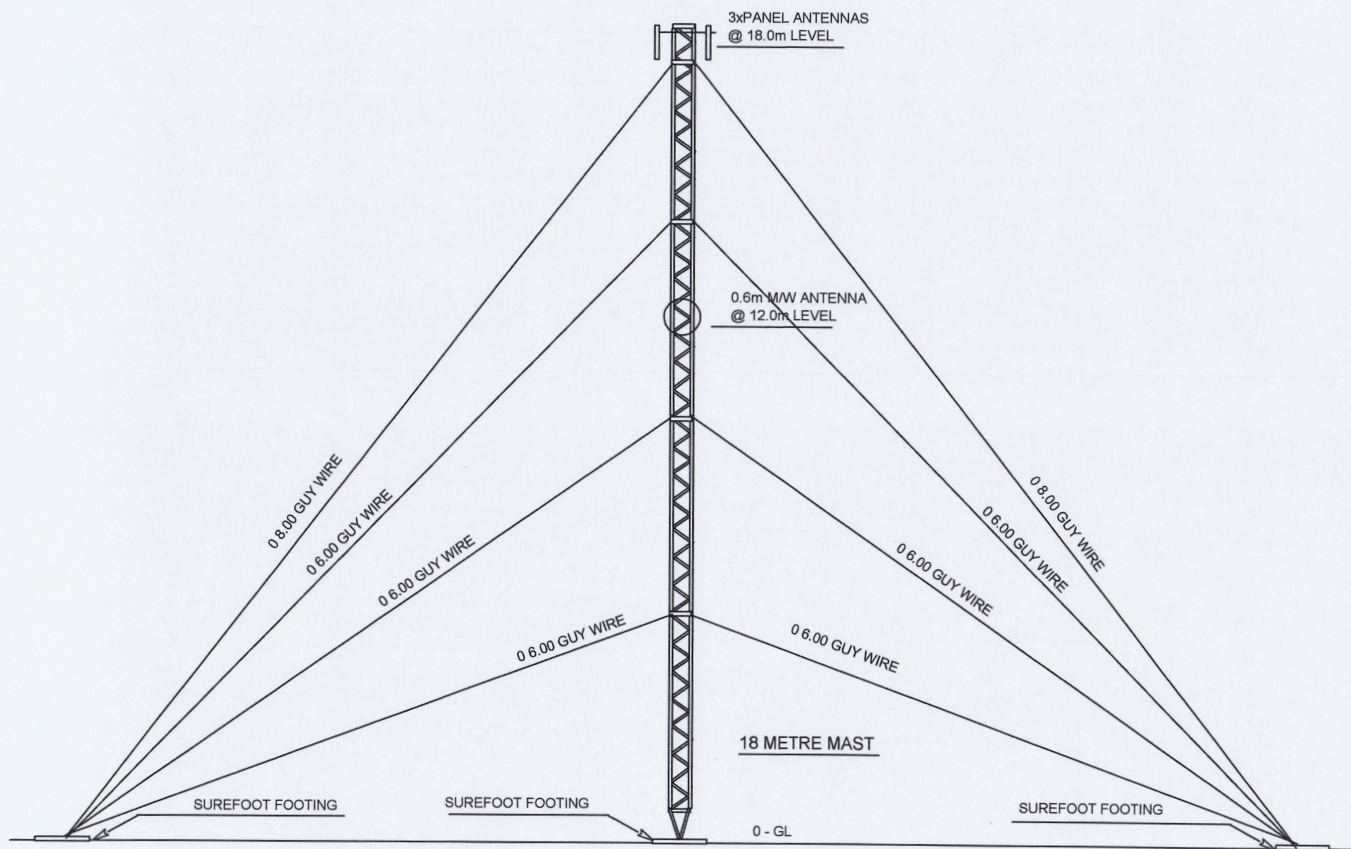 3xPANEL ANTENNAS
@ 18.0m LEVEL
0.6m M/W ANTENNA
@ 12.0m LEVEL
0 8.00 GUY WIRE
0 6.00 GUY WIRE
0 6.00 GUY WIRE
0 6.00 GUY WIRE
0 8.00 GUY WIRE
0 6.00 GUY WIRE
0 6.00 GUY WIRE
0 6.00 GUY WIRE
18 METRE MAST
SUREFOOT FOOTING
SUREFOOT FOOTING
SUREFOOT FOOTING
0 - GL